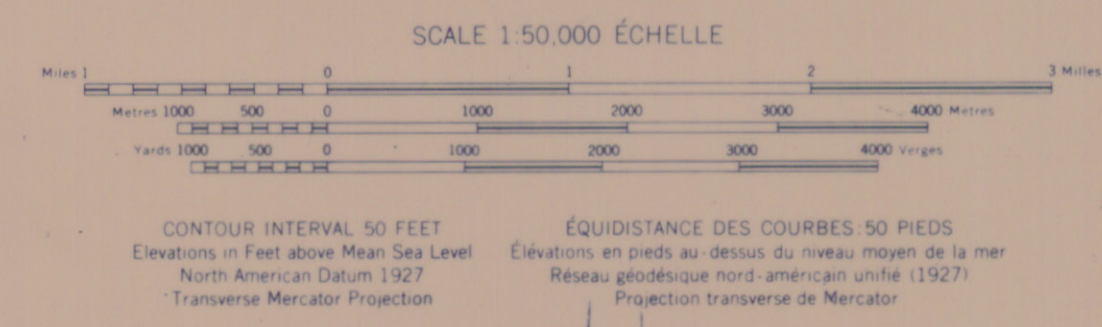 SCALE 1:50,000 ÉCHELLE
Miles 1 0 1 2 3 Milles
Metres 1000 500 0 1000 2000 3000 4000 Metres
Yards 1000 500 0 1000 2000 3000 4000 Verges
CONTOUR INTERVAL 50 FEET
Elevations in Feet above Mean Sea Level
North American Datum 1927
Transverse Mercator Projection
ÉQUIDISTANCE DES COURBES: 50 PIEDS
Élévations en pieds au-dessus du niveau moyen de la mer
Réseau géodésique nord-américain unifié (1927)
Projection transverse de Mercator